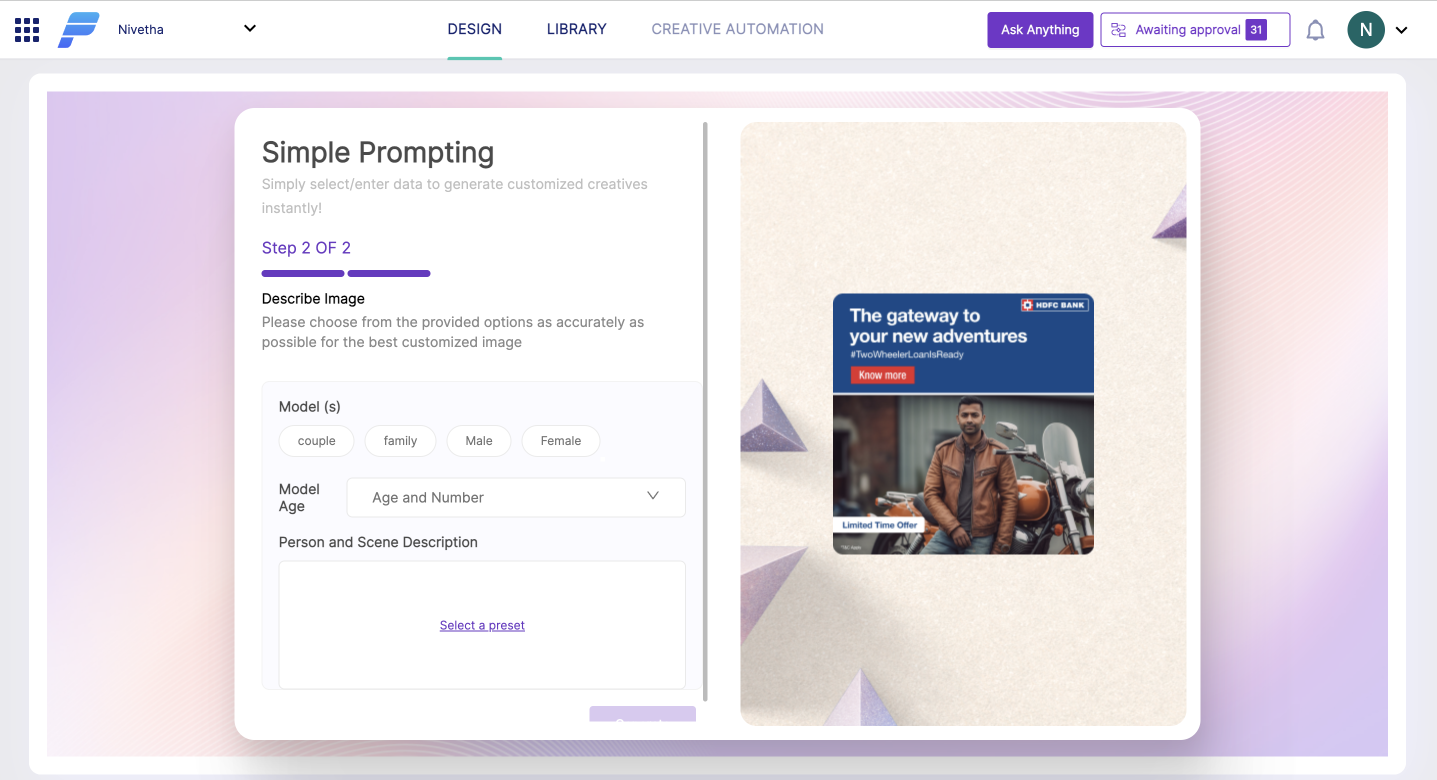 Nivetha
DESIGN
LIBRARY
CREATIVE AUTOMATION
Ask Anything
Awaiting approval 31
N
Simple Prompting
Simply select/enter data to generate customized creatives
instantly!
Step 2 OF 2
Describe Image
Please choose from the provided options as accurately as
possible for the best customized image
Model (s)
couple
family
Male
Female
Model
Age
Age and Number
Person and Scene Description
Select a preset
HDFC BANK
The gateway to
your new adventures
#TwoWheelerLoanIsReady
Know more
Limited Time Offer